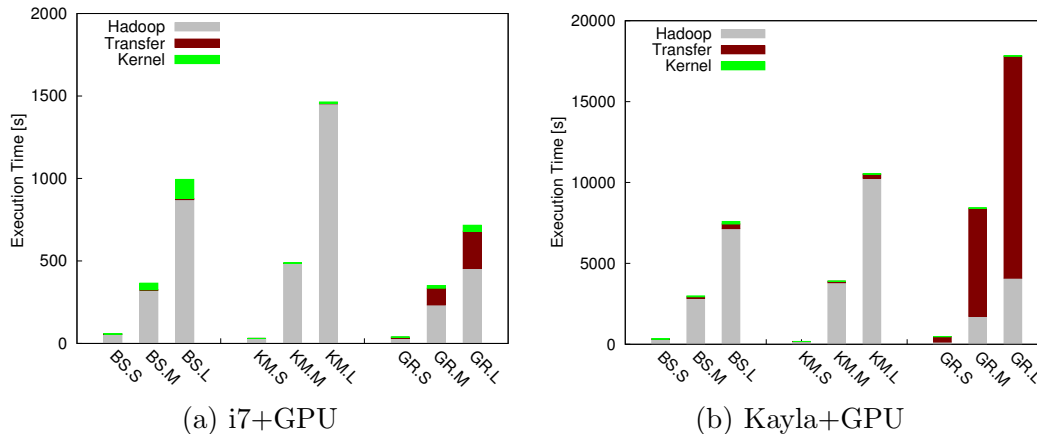 2000
1500
1000
500
0
Execution Time [s]
Hadoop
Transfer
Kernel
BS.S
BS.M
BS.L
KM.S
KM.M
KM.L
GR.S
GR.M
GR.L
(a) i7+GPU
20000
15000
10000
5000
0
Execution Time [s]
Hadoop
Transfer
Kernel
BS.S
BS.M
BS.L
KM.S
KM.M
KM.L
GR.S
GR.M
GR.L
(b) Kayla+GPU